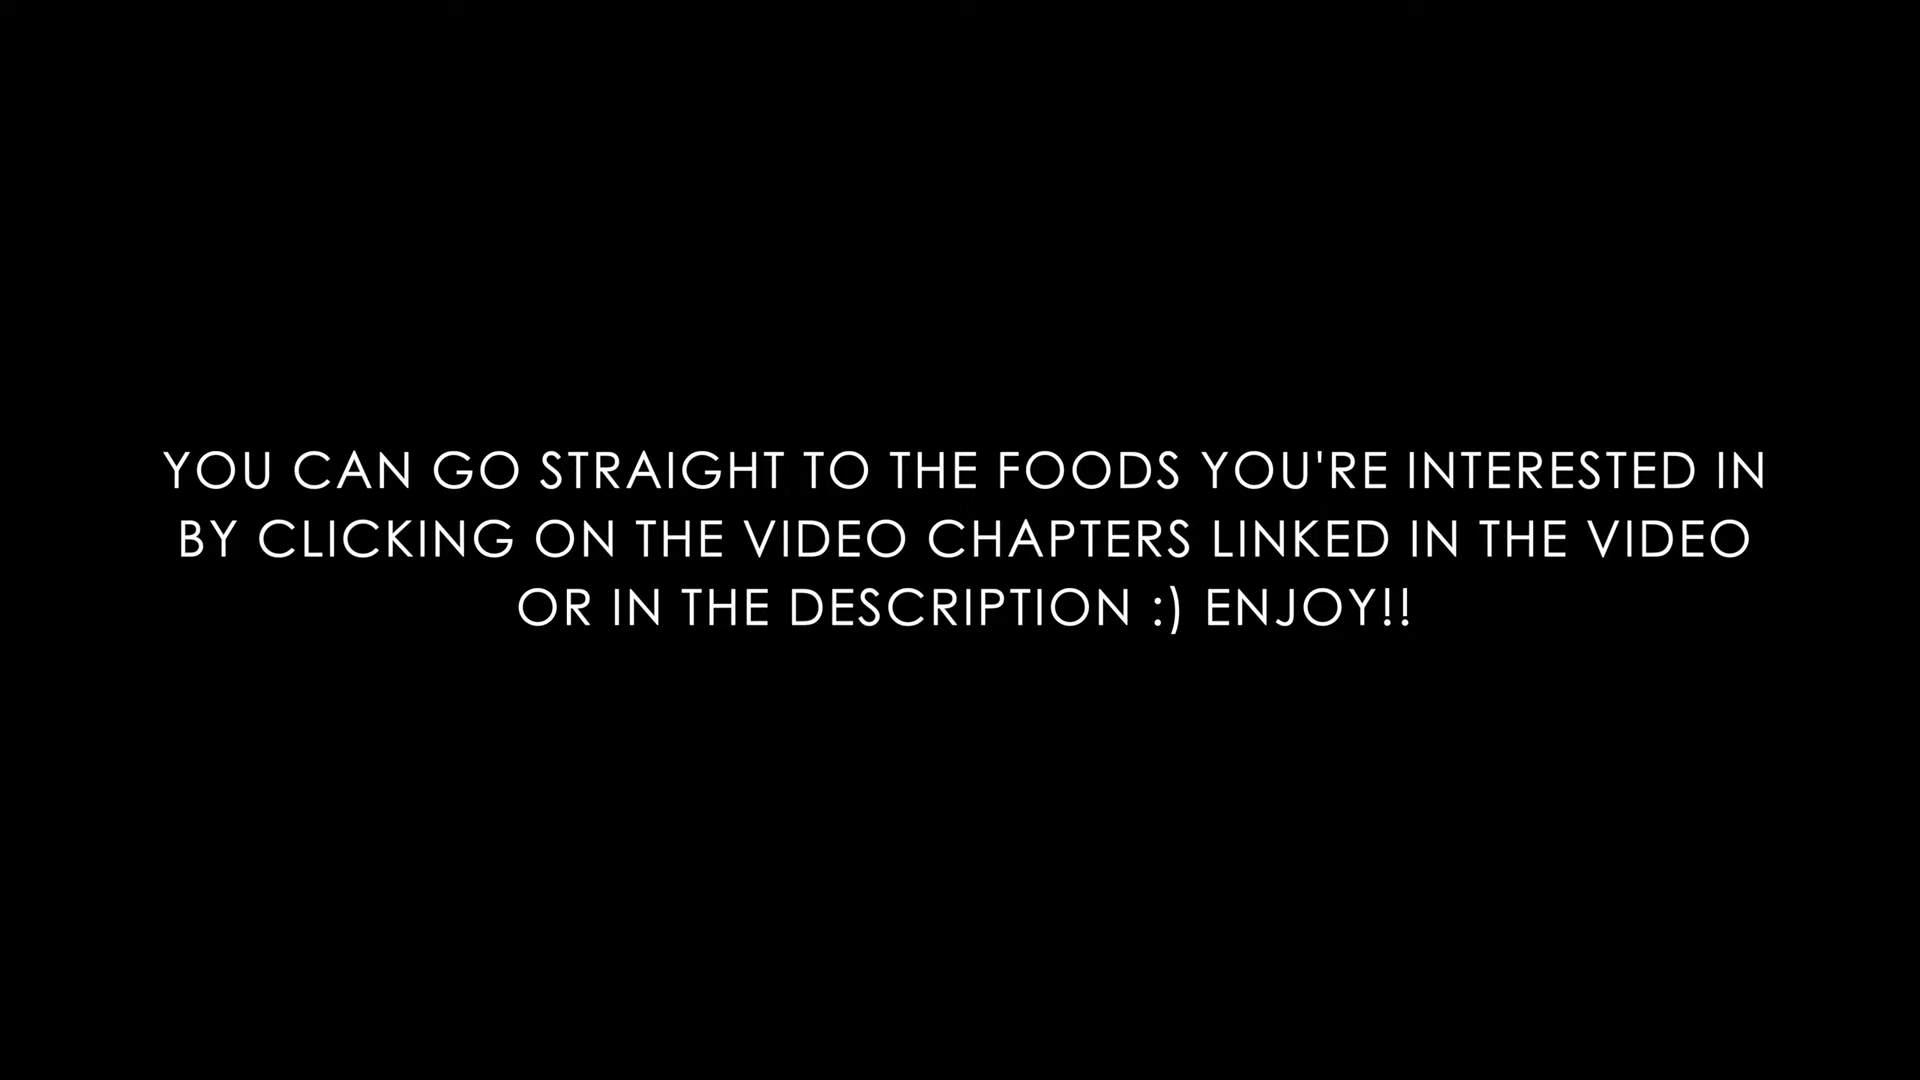 YOU CAN GO STRAIGHT TO THE FOODS YOU'RE INTERESTED IN
BY CLICKING ON THE VIDEO CHAPTERS LINKED IN THE VIDEO
OR IN THE DESCRIPTION :) ENJOY!!